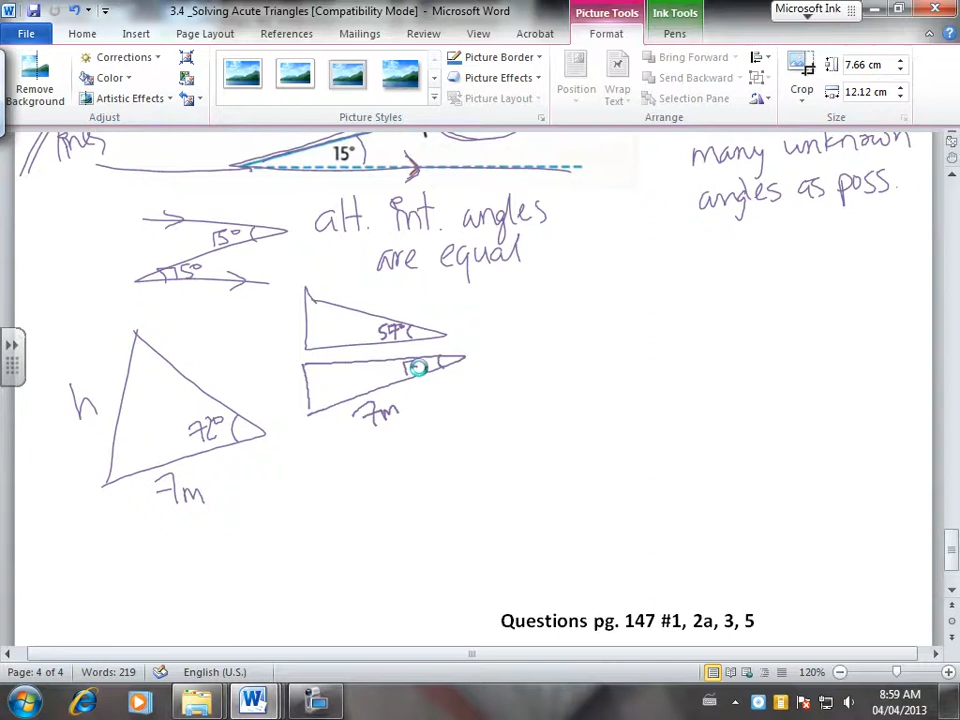 3.4 _Solving Acute Triangles [Compatibility Mode] - Microsoft Word
Picture Tools
Ink Tools
Microsoft Ink
File
Home
Insert
Page Layout
References
Mailings
Review
Developer
Acrobat
Format
Pens
Remove Background
Corrections
Color
Artistic Effects
Adjust
Picture Border
Picture Effects
Picture Layout
Picture Styles
Position
Wrap Text
Bring Forward
Send Backward
Selection Pane
Arrange
Crop
7.66 cm
12.12 cm
Size
15°
many unknown
angles as poss.
15°
15°
alt. int. angles
are equal
57°
7m
h
72°
7m
Questions pg. 147 #1, 2a, 3, 5
Page: 4 of 4
Words: 219
English (U.S.)
120%
8:59 AM
04/04/2013